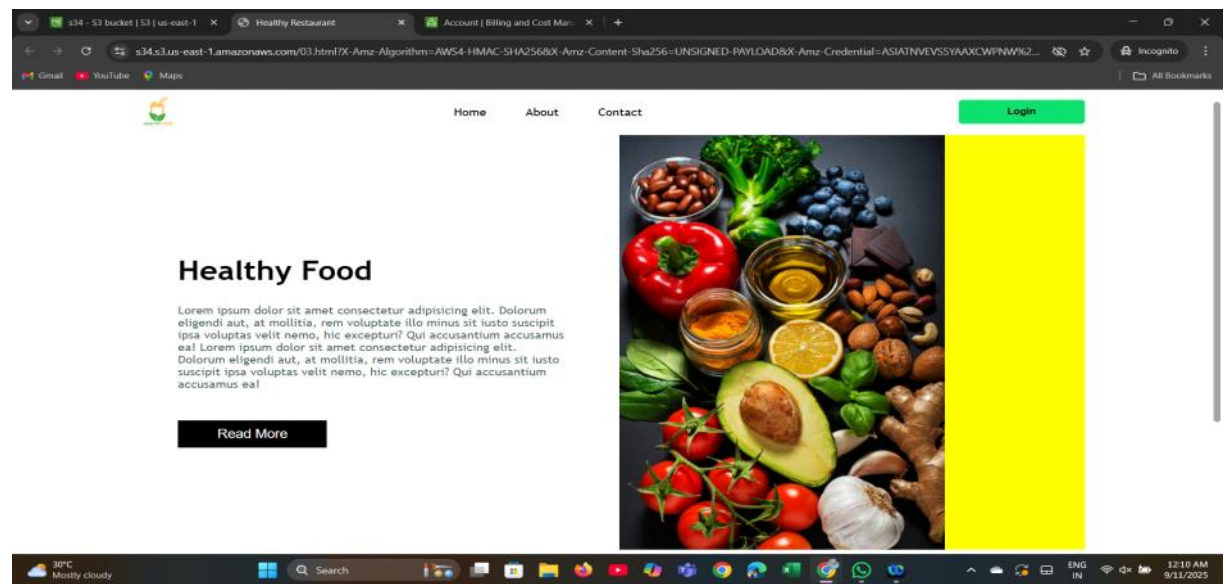 s34 - S3 bucket | S3 | us-east-1
Healthy Restaurant
Account | Billing and Cost Man
s34.s3.us-east-1.amazonaws.com/03.html?X-Amz-Algorithm=AWS4-HMAC-SHA256&X-Amz-Content-Sha256=UNSIGNED-PAYLOAD&X-Amz-Credential=ASIATNVEVS5YAAXCWPNW%2...
Incognito
Gmail
YouTube
Maps
All Bookmarks
Home About Contact
Login
Healthy Food
Lorem ipsum dolor sit amet consectetur adipisicing elit. Dolorum
eligendi aut, at mollitia, rem voluptate illo minus sit iusto suscipit
ipsa voluptas velit nemo, hic excepturi? Qui accusantium accusamus
ea! Lorem ipsum dolor sit amet consectetur adipisicing elit.
Dolorum eligendi aut, at mollitia, rem voluptate illo minus sit iusto
suscipit ipsa voluptas velit nemo, hic excepturi? Qui accusantium
accusamus ea!
Read More
30°C
Mostly cloudy
Search
ENG
IN
12:10 AM
9/11/2025